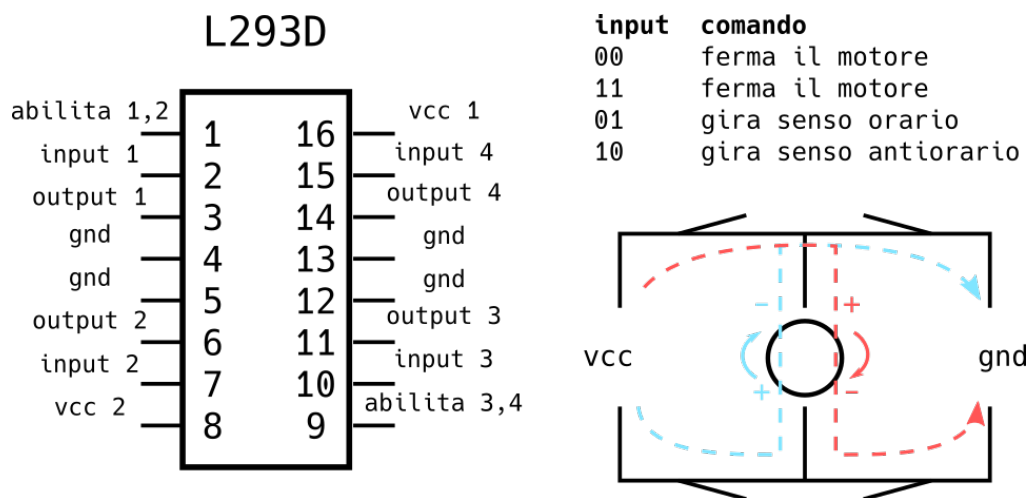 L293D
abilita 1,2
input 1
output 1
gnd
gnd
output 2
input 2
vcc 2
1
2
3
4
5
6
7
8
16
15
14
13
12
11
10
9
vcc 1
input 4
output 4
gnd
gnd
output 3
input 3
abilita 3,4
input comando
00 ferma il motore
11 ferma il motore
01 gira senso orario
10 gira senso antiorario
vcc
- +
+ -
gnd